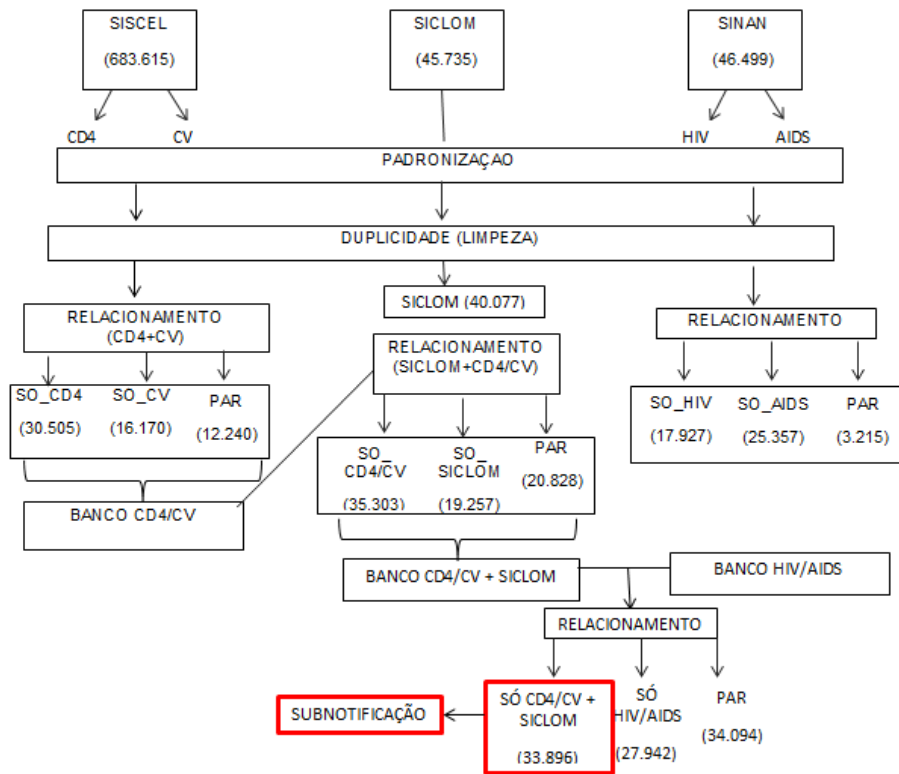 SISCEL
(683.615)
SICLOM
(45.735)
SINAN
(46.499)
CD4
CV
HIV
AIDS
PADRONIZAÇAO
DUPLICIDADE (LIMPEZA)
SICLOM (40.077)
RELACIONAMENTO
(CD4+CV)
RELACIONAMENTO
(SICLOM+CD4/CV)
RELACIONAMENTO
SO_CD4
(30.505)
SO_CV
(16.170)
PAR
(12.240)
SO_
CD4/CV
(35.303)
SO_
SICLOM
(19.257)
PAR
(20.828)
SO_HIV
(17.927)
SO_AIDS
(25.357)
PAR
(3.215)
BANCO CD4/CV
BANCO CD4/CV + SICLOM
BANCO HIV/AIDS
RELACIONAMENTO
SUBNOTIFICAÇÃO
SÓ CD4/CV +
SICLOM
(33.896)
SÓ
HIV/AIDS
(27.942)
PAR
(34.094)